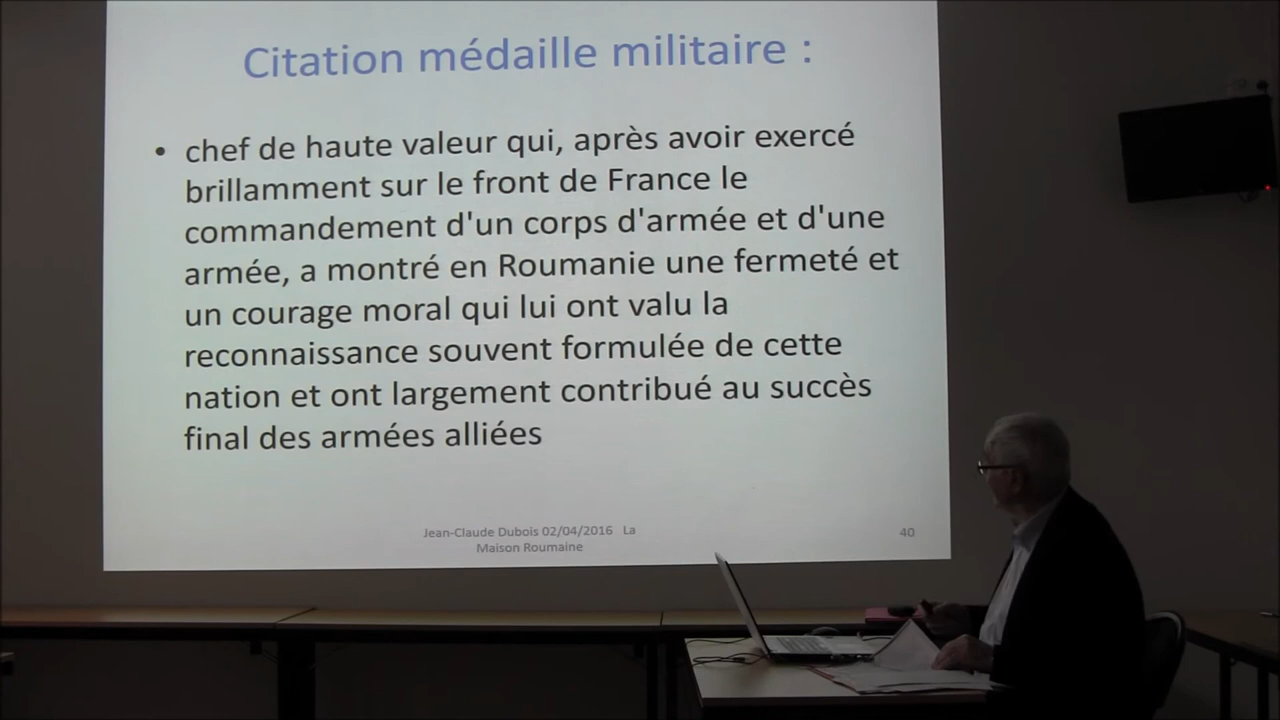 Citation médaille militaire :
• chef de haute valeur qui, après avoir exercé
brillamment sur le front de France le
commandement d'un corps d'armée et d'une
armée, a montré en Roumanie une fermeté et
un courage moral qui lui ont valu la
reconnaissance souvent formulée de cette
nation et ont largement contribué au succès
final des armées alliées
Jean-Claude Dubois 02/04/2016 La
Maison Roumaine
40